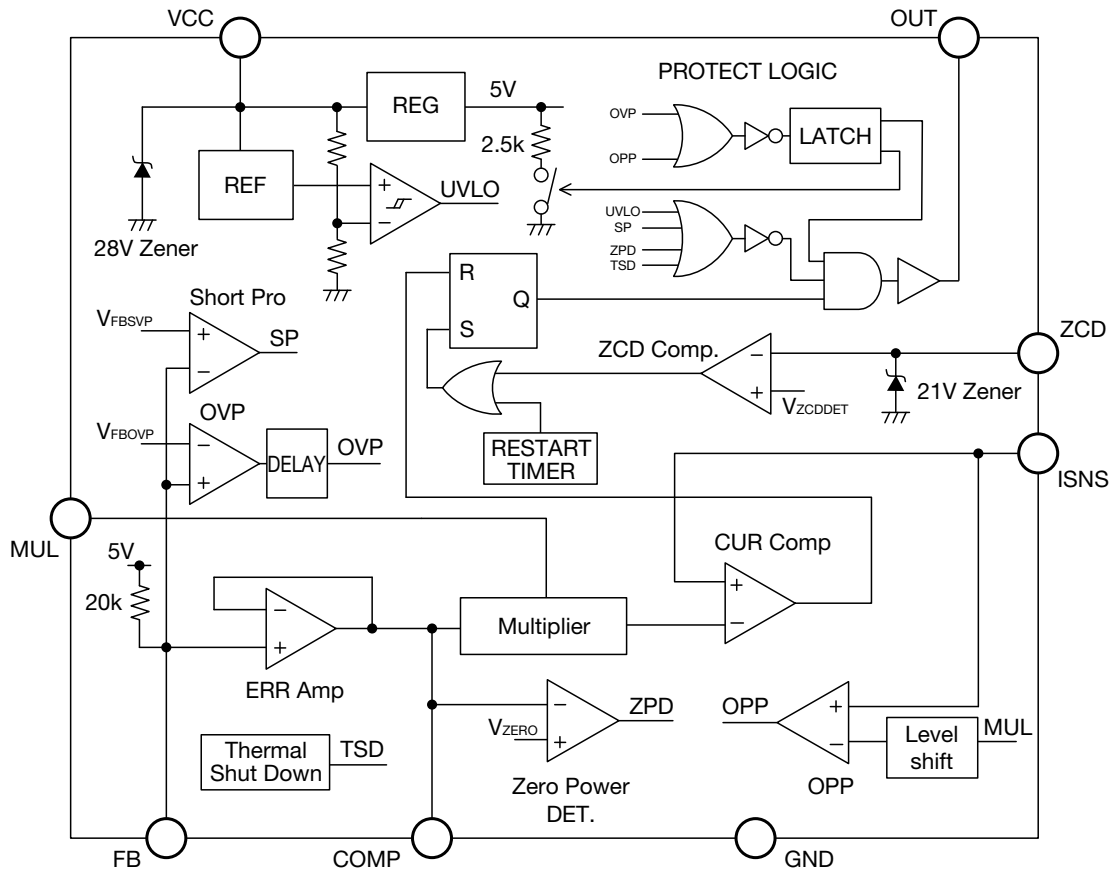 VCC
OUT
PROTECT LOGIC
REG
5V
2.5k
OVP
OPP
LATCH
REF
+
−
UVLO
28V Zener
UVLO
SP
ZPD
TSD
R
S
Q
Short Pro
VFBSVP
+
−
SP
ZCD Comp.
−
+
VZCDDET
21V Zener
ZCD
OVP
VFBOVP
−
+
DELAY
OVP
RESTART
TIMER
ISNS
MUL
5V
20k
CUR Comp
+
−
−
+
ERR Amp
Multiplier
VZERO
−
+
ZPD
Zero Power
DET.
OPP
+
−
OPP
Level
shift
MUL
Thermal
Shut Down
TSD
FB
COMP
GND